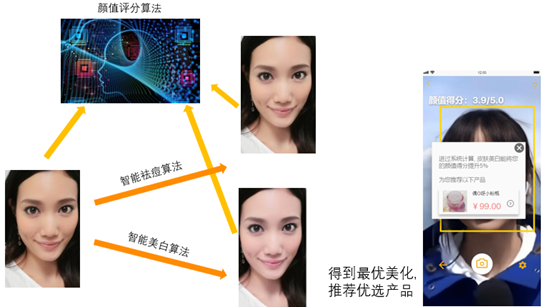 颜值评分算法
智能祛痘算法
智能美白算法
颜值得分：3.9/5.0
通过系统计算, 皮肤美白能将您
的颜值得分提升5%
为您推荐以下产品
￥99.00
得到最优美化,
推荐优选产品